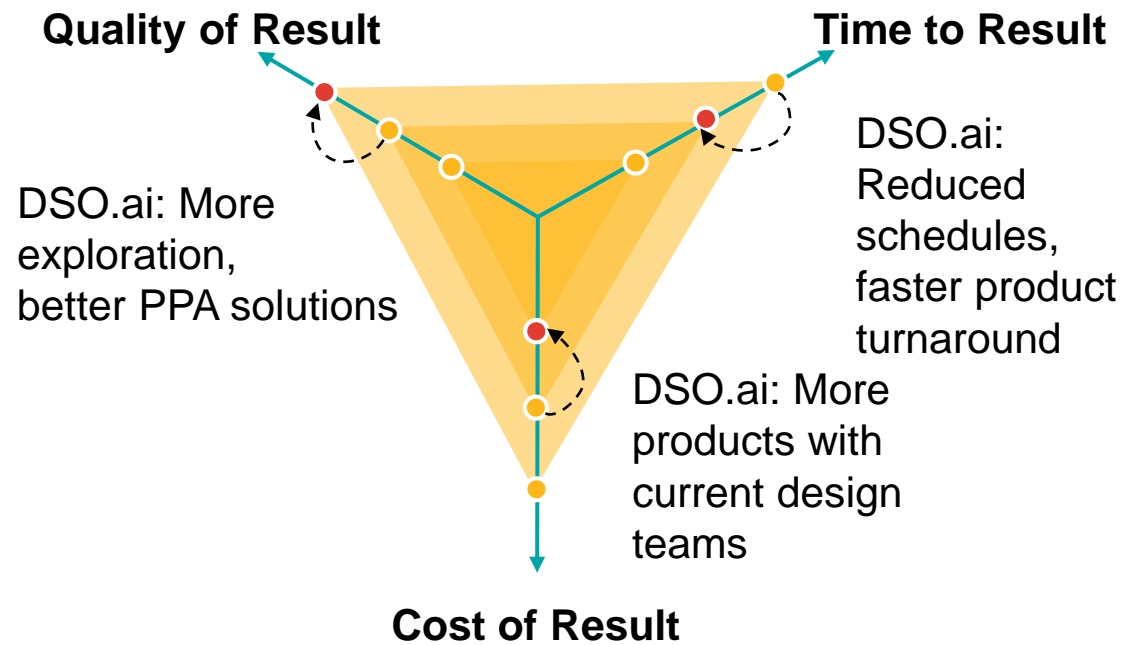 Quality of Result
Time to Result
DSO.ai: More
exploration,
better PPA solutions
DSO.ai:
Reduced
schedules,
faster product
turnaround
DSO.ai: More
products with
current design
teams
Cost of Result